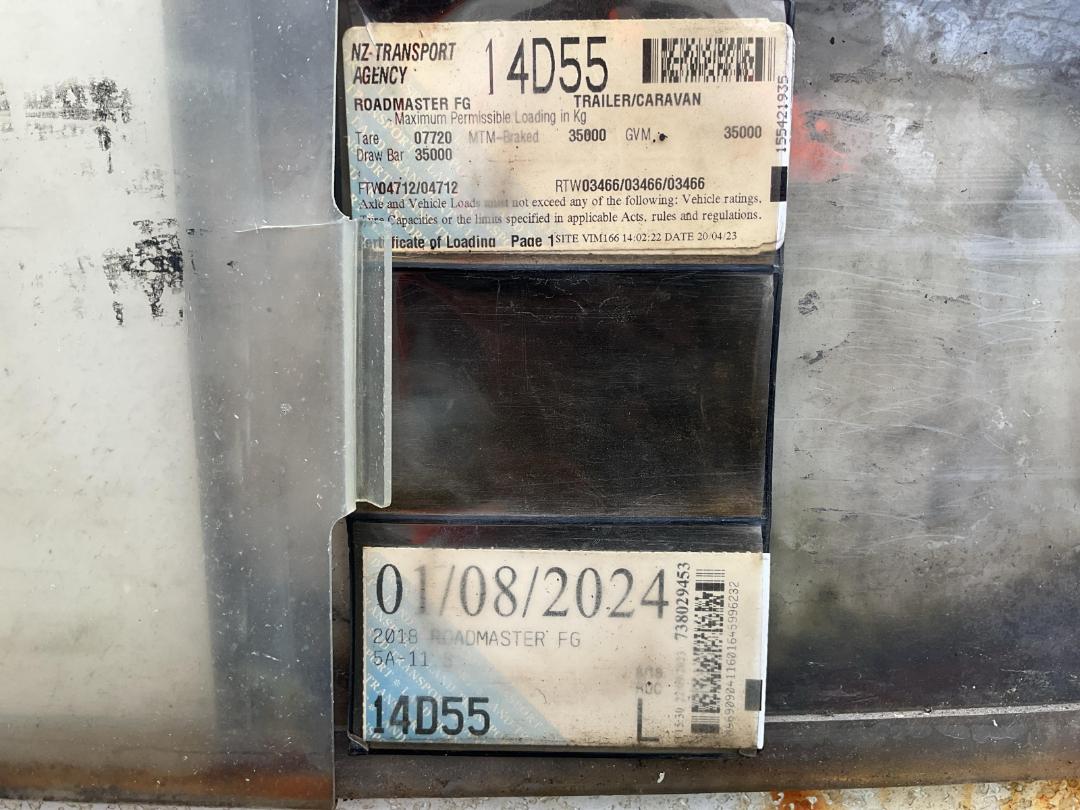 NZ TRANSPORT
AGENCY
14D55
ROADMASTER FG TRAILER/CARAVAN
Maximum Permissible Loading in Kg
Tare 07720 MTM-Braked 35000 GVM 35000
Draw Bar 35000
FTW04712/04712 RTW03466/03466/03466
Axle and Vehicle Loads must not exceed any of the following: Vehicle ratings,
Tyre Capacities or the limits specified in applicable Acts, rules and regulations.
Certificate of Loading Page 1 SITE VIM166 14:02:22 DATE 20/04/23
155421935
01/08/2024
2018 ROADMASTER FG
5A-11
14D55
L
738029453